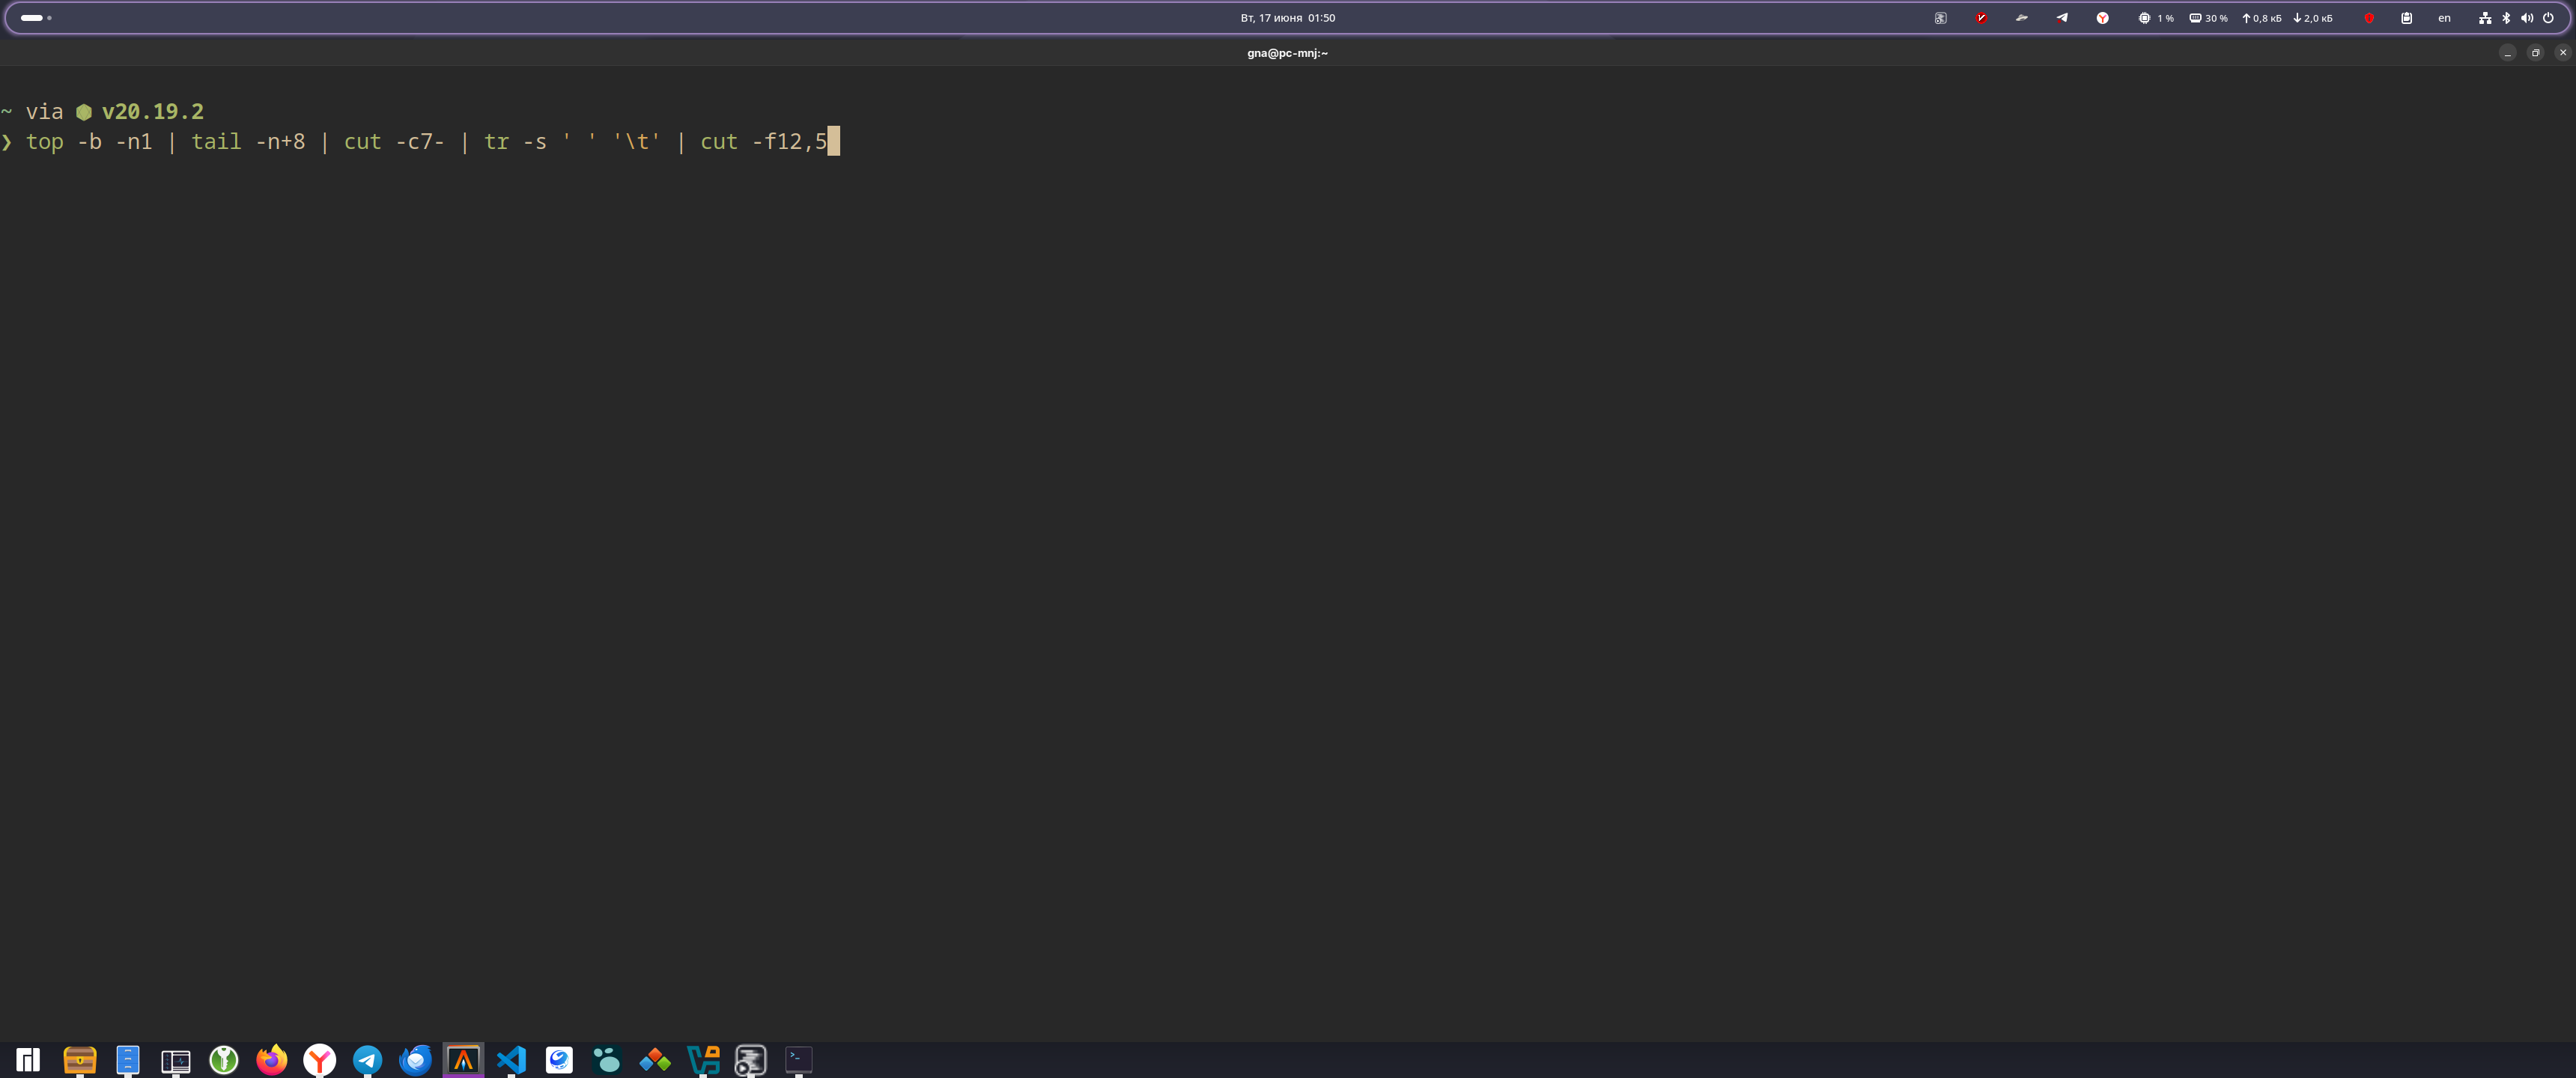 Вт, 17 июня 01:50
1 % 30 % 0,8 кБ 2,0 кБ en
gna@pc-mnj:~
~ via v20.19.2
❯ top -b -n1 | tail -n+8 | cut -c7- | tr -s ' ' '\t' | cut -f12,5